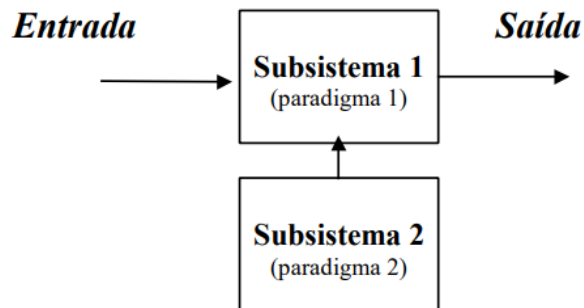 Entrada
Saída
Subsistema 1
(paradigma 1)
Subsistema 2
(paradigma 2)